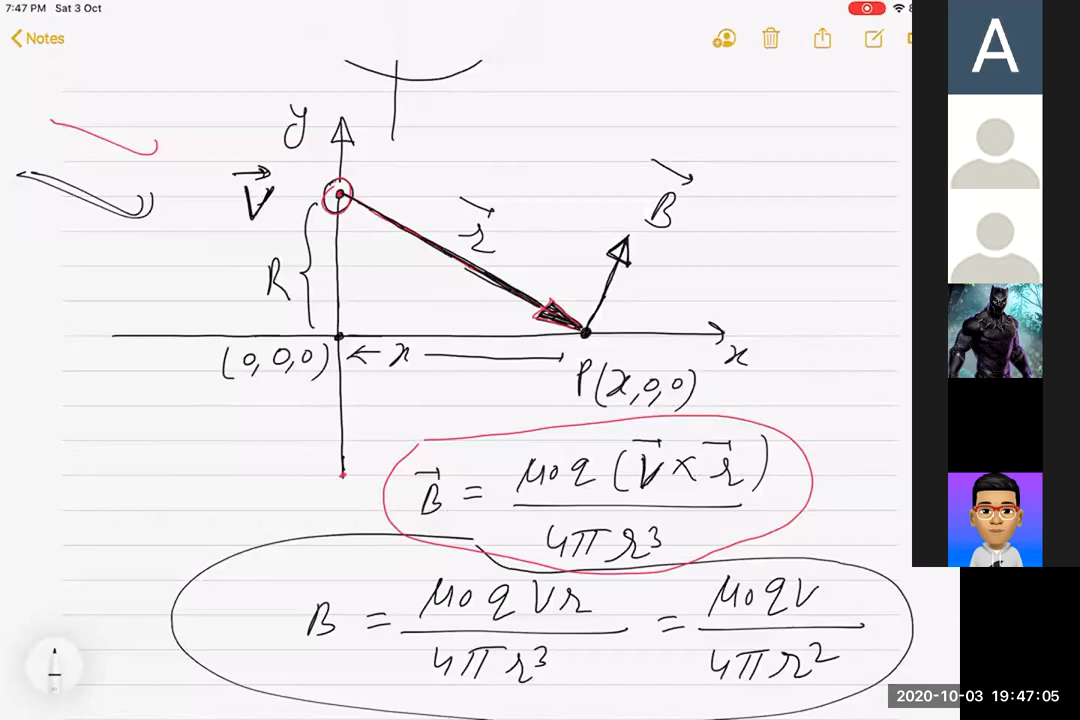 7:47 PM Sat 3 Oct
Notes
A
y
V
r
B
R
(0,0,0) ← x
x
P(x,0,0)
B = μ0 q (V × r) / 4π r³
B = μ0 q V r / 4π r³ = μ0 q V / 4π r²
2020-10-03 19:47:05